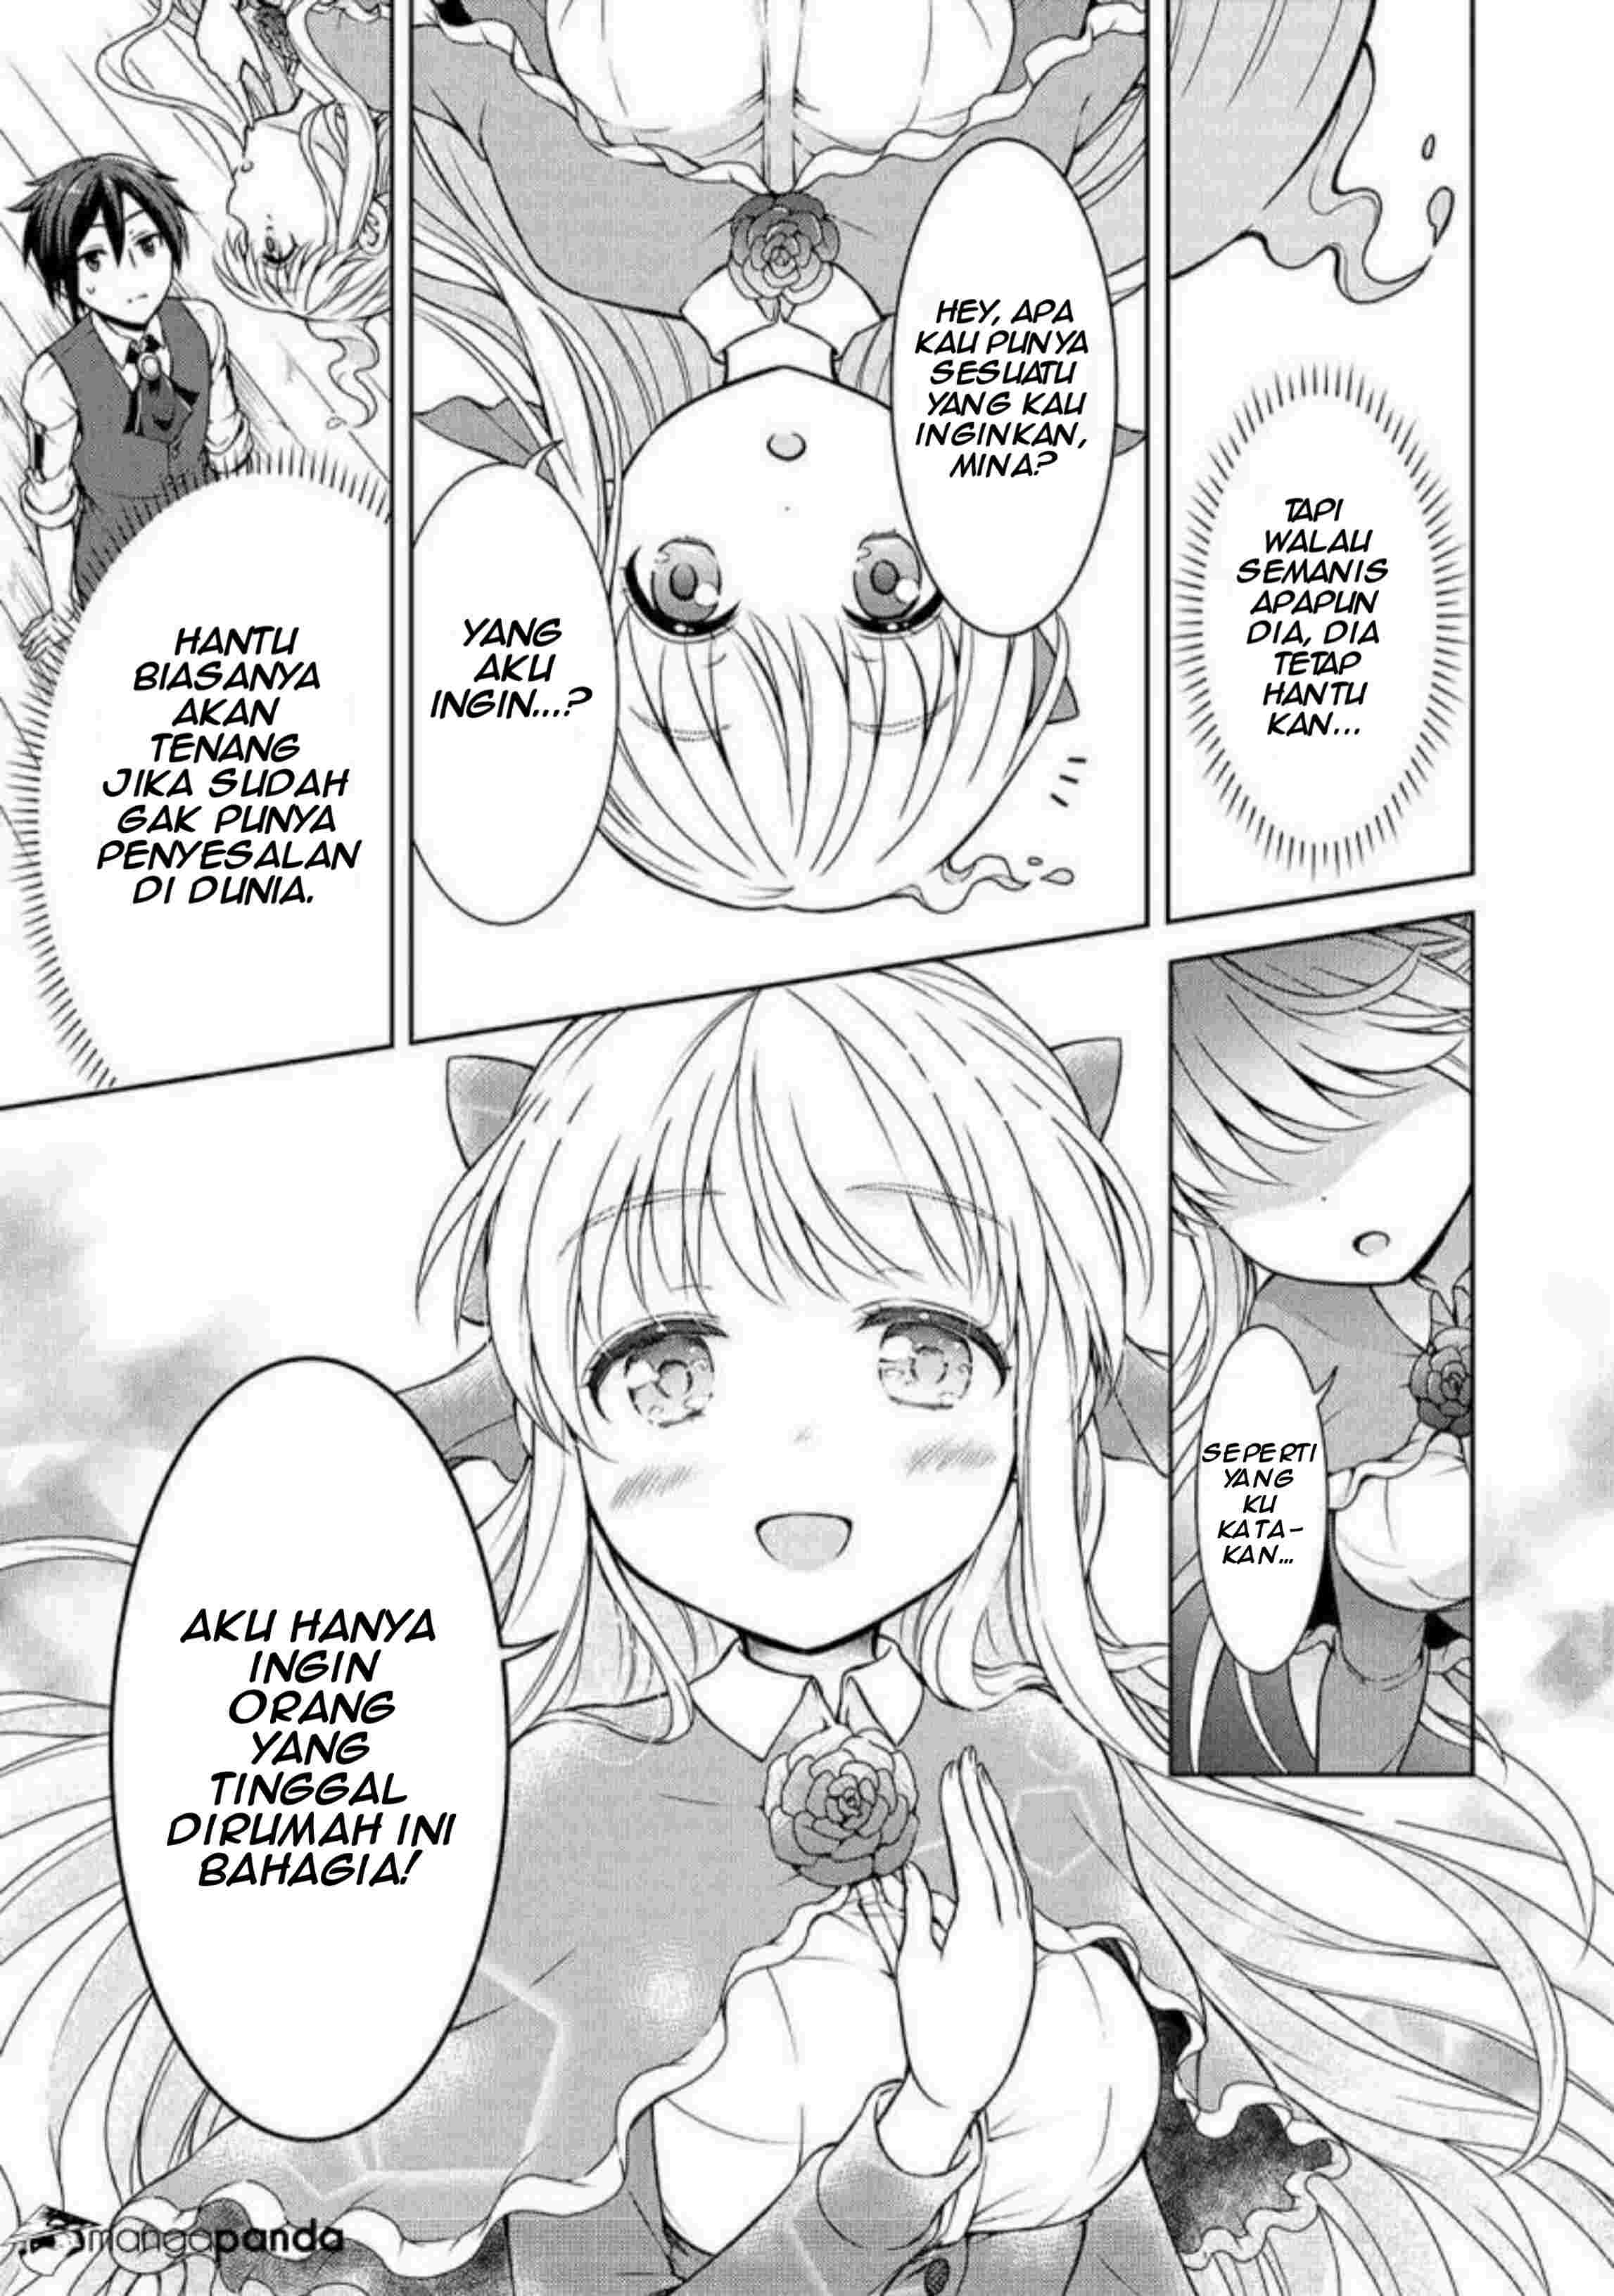 TAPI
WALAU
SEMANIS
APAPUN
DIA, DIA
TETAP
HANTU
KAN...
HEY, APA
KAU PUNYA
SESUATU
YANG KAU
INGINKAN,
MINA?
YANG
AKU
INGIN...?
HANTU
BIASANYA
AKAN
TENANG
JIKA SUDAH
GAK PUNYA
PENYESALAN
DI DUNIA.
SEPERTI
YANG
KU
KATA-
KAN...
AKU HANYA
INGIN
ORANG
YANG
TINGGAL
DIRUMAH INI
BAHAGIA!
mangapanda